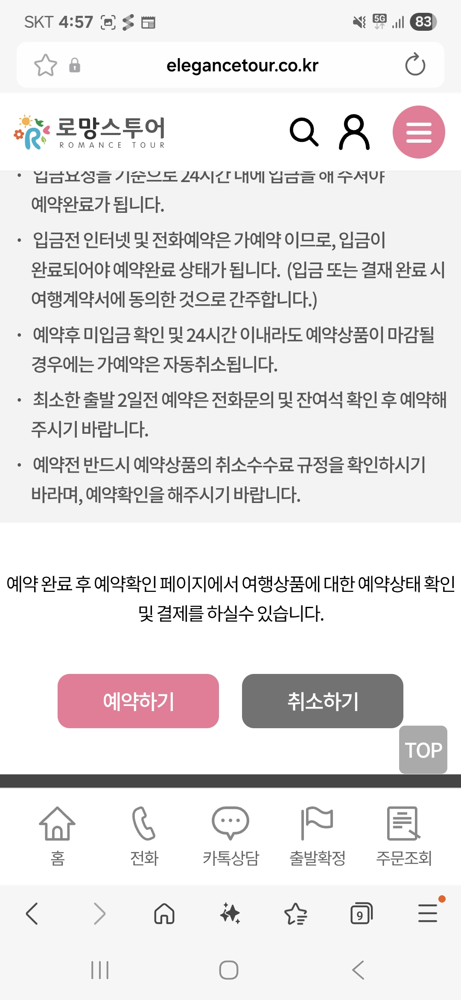 SKT 4:57
5G 83
elegancetour.co.kr
로망스투어
ROMANCE TOUR
· 입금요청을 기준으로 24시간 내에 입금을 해 주셔야
예약완료가 됩니다.
· 입금전 인터넷 및 전화예약은 가예약 이므로, 입금이
완료되어야 예약완료 상태가 됩니다. (입금 또는 결재 완료 시
여행계약서에 동의한 것으로 간주합니다.)
· 예약후 미입금 확인 및 24시간 이내라도 예약상품이 마감될
경우에는 가예약은 자동취소됩니다.
· 최소한 출발 2일전 예약은 전화문의 및 잔여석 확인 후 예약해
주시기 바랍니다.
· 예약전 반드시 예약상품의 취소수수료 규정을 확인하시기
바라며, 예약확인을 해주시기 바랍니다.
예약 완료 후 예약확인 페이지에서 여행상품에 대한 예약상태 확인
및 결제를 하실수 있습니다.
예약하기 취소하기
TOP
홈 전화 카톡상담 출발확정 주문조회
9